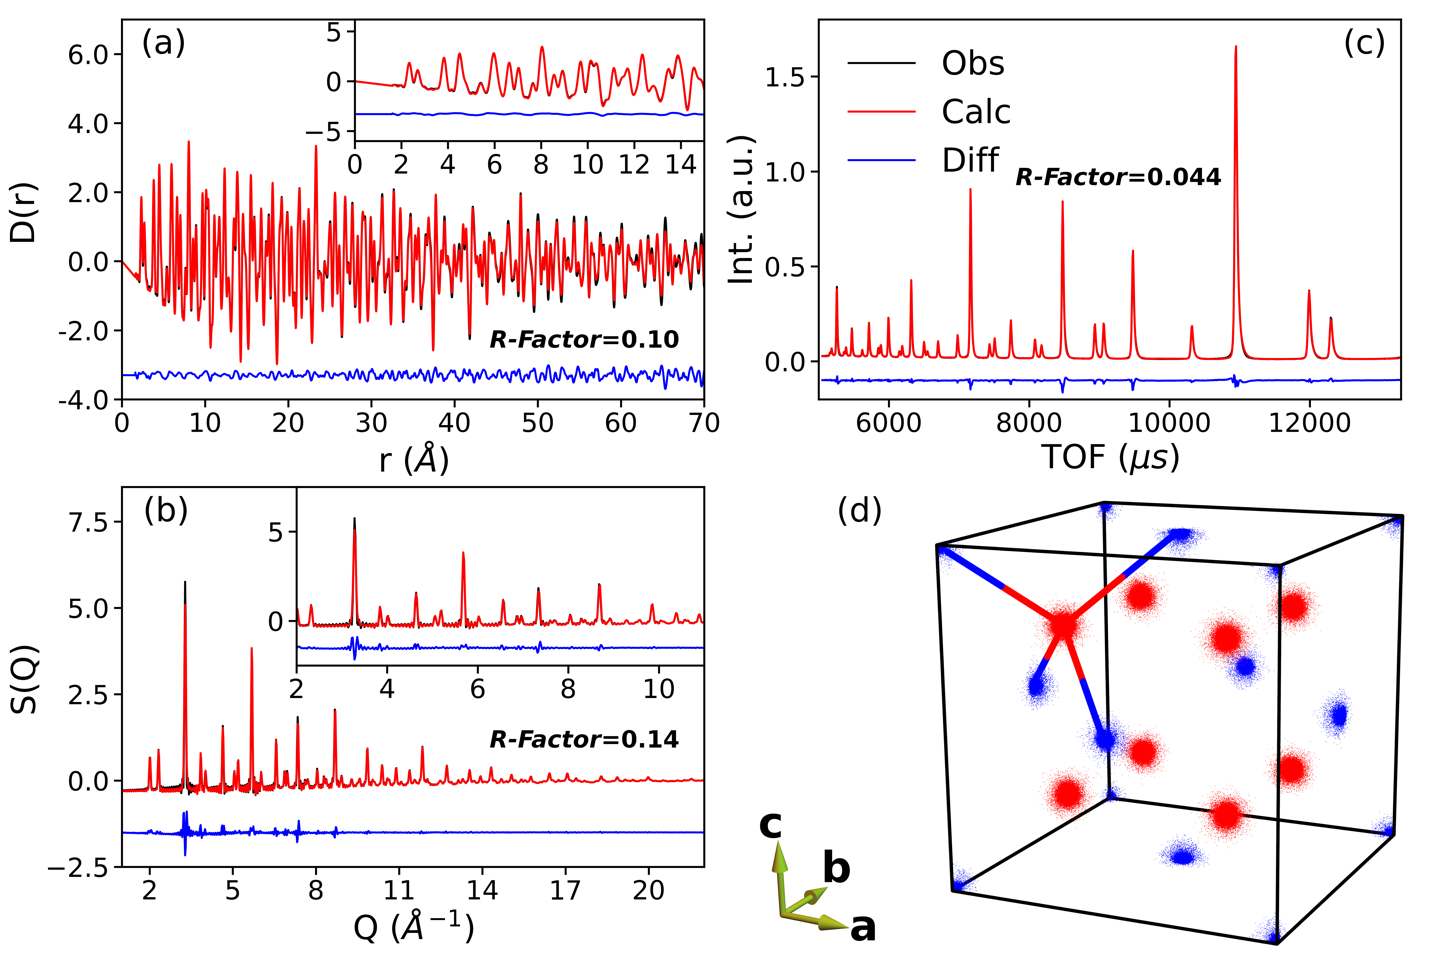 (a)
D(r)
6.0
4.0
2.0
0.0
-2.0
-4.0
0 10 20 30 40 50 60 70
r (Å)
5
0
−5
0 2 4 6 8 10 12 14
R-Factor=0.10
(c)
Int. (a.u.)
1.5
1.0
0.5
0.0
Obs
Calc
Diff
R-Factor=0.044
6000 8000 10000 12000
TOF (μs)
(b)
S(Q)
7.5
5.0
2.5
0.0
−2.5
5
0
2 4 6 8 10
R-Factor=0.14
2 5 8 11 14 17 20
Q (Å⁻¹)
(d)
c
b
a